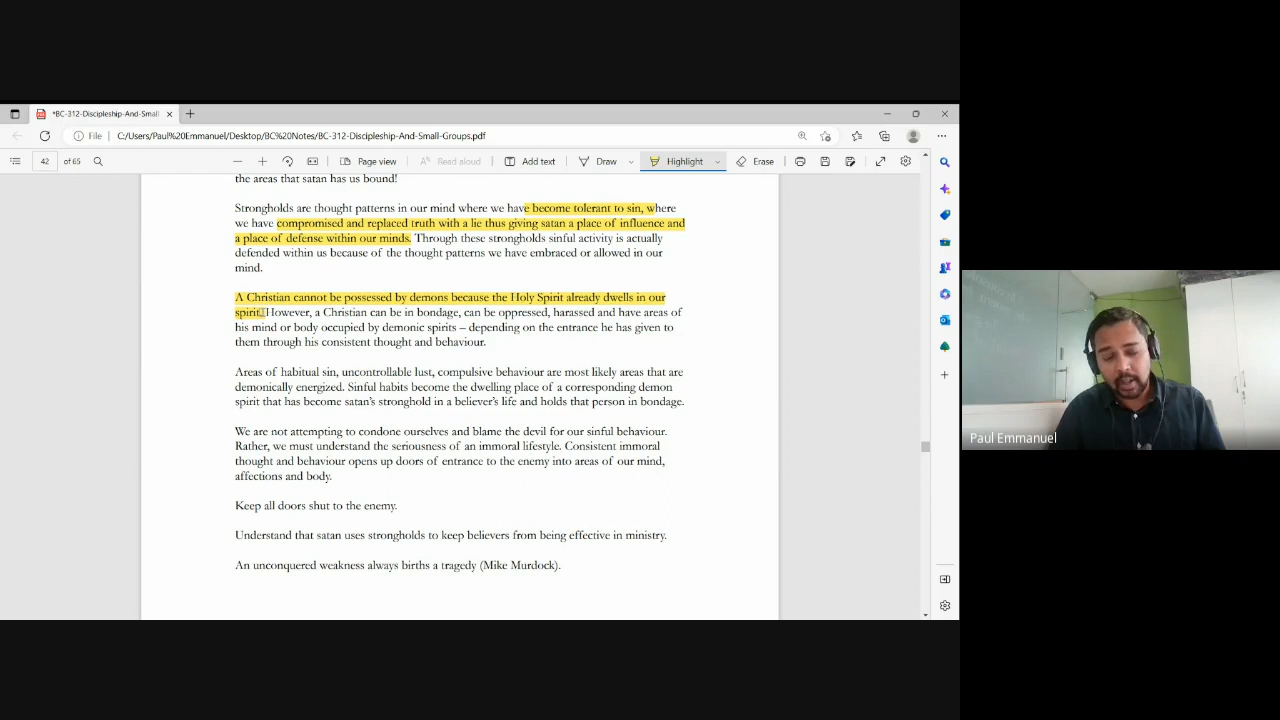 *BC-312-Discipleship-And-Small
File
C:/Users/Paul%20Emmanuel/Desktop/BC%20Notes/BC-312-Discipleship-And-Small-Groups.pdf
42 of 65
Page view
Read aloud
Add text
Draw
Highlight
Erase
the areas that satan has us bound!
Strongholds are thought patterns in our mind where we have become tolerant to sin, where
we have compromised and replaced truth with a lie thus giving satan a place of influence and
a place of defense within our minds. Through these strongholds sinful activity is actually
defended within us because of the thought patterns we have embraced or allowed in our
mind.
A Christian cannot be possessed by demons because the Holy Spirit already dwells in our
spirit. However, a Christian can be in bondage, can be oppressed, harassed and have areas of
his mind or body occupied by demonic spirits – depending on the entrance he has given to
them through his consistent thought and behaviour.
Areas of habitual sin, uncontrollable lust, compulsive behaviour are most likely areas that are
demonically energized. Sinful habits become the dwelling place of a corresponding demon
spirit that has become satan's stronghold in a believer's life and holds that person in bondage.
We are not attempting to condone ourselves and blame the devil for our sinful behaviour.
Rather, we must understand the seriousness of an immoral lifestyle. Consistent immoral
thought and behaviour opens up doors of entrance to the enemy into areas of our mind,
affections and body.
Keep all doors shut to the enemy.
Understand that satan uses strongholds to keep believers from being effective in ministry.
An unconquered weakness always births a tragedy (Mike Murdock).
Paul Emmanuel